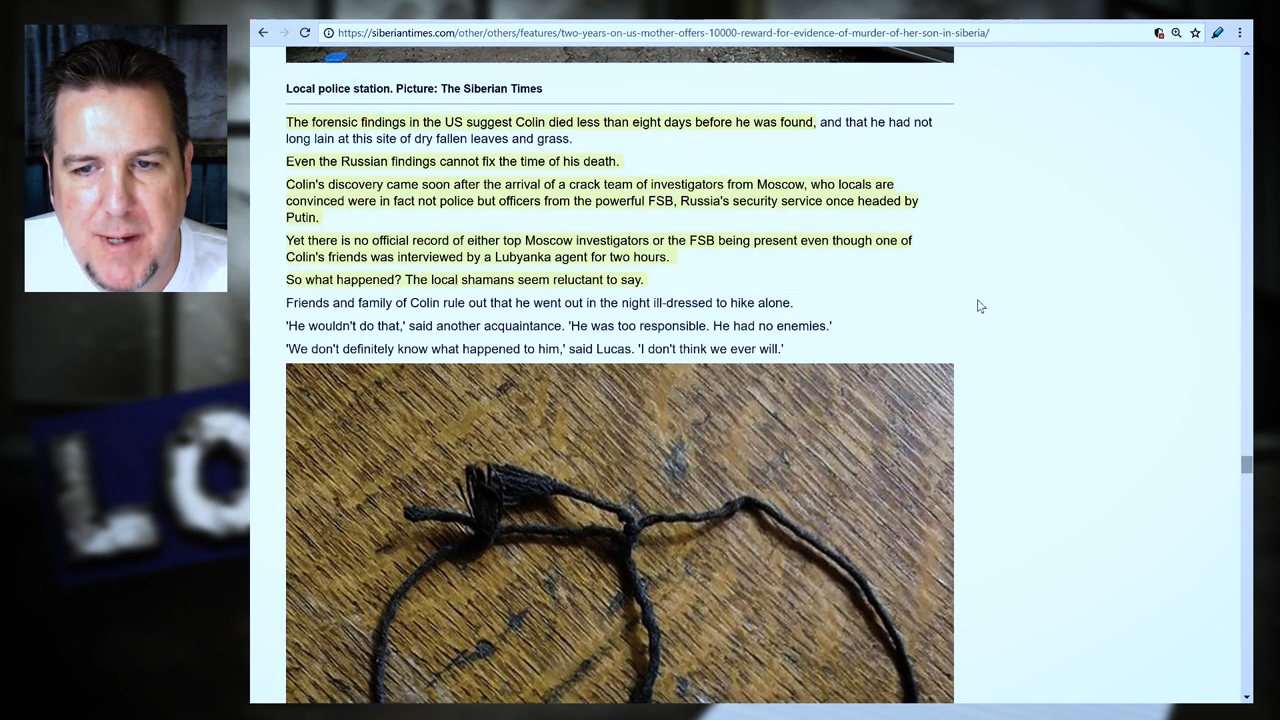 https://siberiantimes.com/other/others/features/two-years-on-us-mother-offers-10000-reward-for-evidence-of-murder-of-her-son-in-siberia/
Local police station. Picture: The Siberian Times
The forensic findings in the US suggest Colin died less than eight days before he was found, and that he had not
long lain at this site of dry fallen leaves and grass.
Even the Russian findings cannot fix the time of his death.
Colin's discovery came soon after the arrival of a crack team of investigators from Moscow, who locals are
convinced were in fact not police but officers from the powerful FSB, Russia's security service once headed by
Putin.
Yet there is no official record of either top Moscow investigators or the FSB being present even though one of
Colin's friends was interviewed by a Lubyanka agent for two hours.
So what happened? The local shamans seem reluctant to say.
Friends and family of Colin rule out that he went out in the night ill-dressed to hike alone.
'He wouldn't do that,' said another acquaintance. 'He was too responsible. He had no enemies.'
'We don't definitely know what happened to him,' said Lucas. 'I don't think we ever will.'
LO